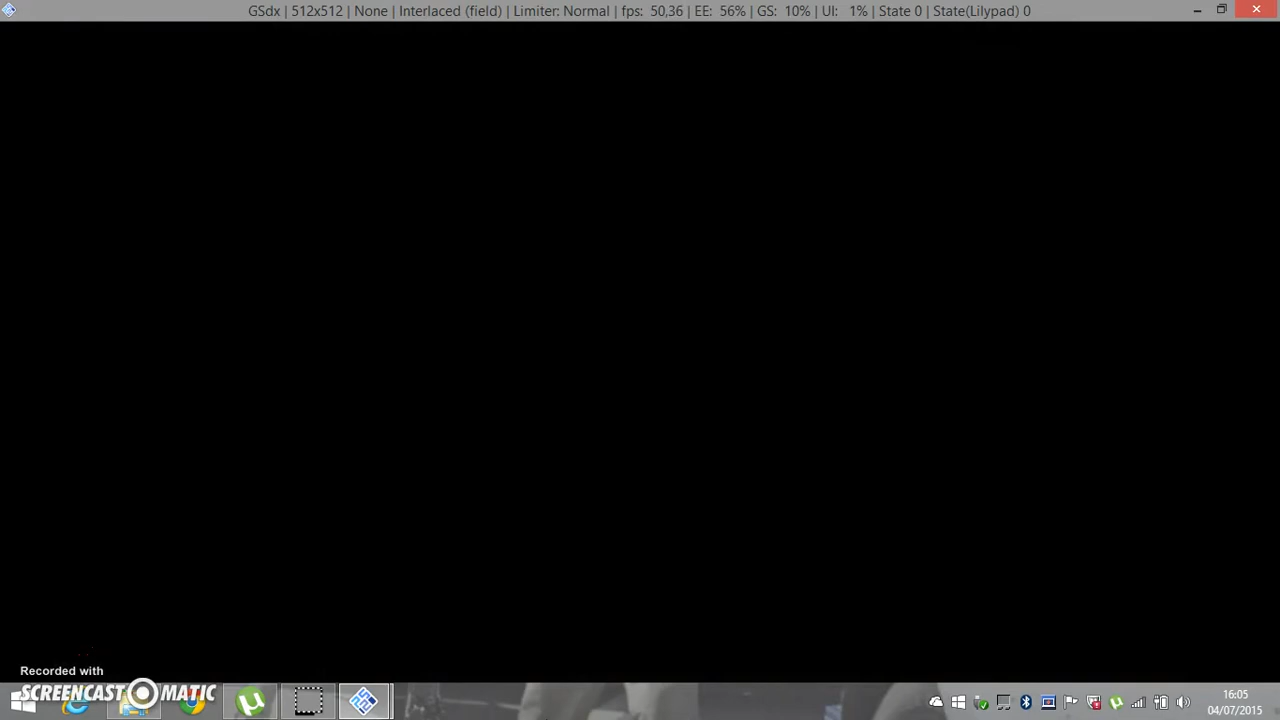 GSdx | 512x512 | None | Interlaced (field) | Limiter: Normal | fps: 50,36 | EE: 56% | GS: 10% | UI: 1% | State 0 | State(Lilypad) 0
Recorded with
SCREENCAST MATIC
16:05
04/07/2015